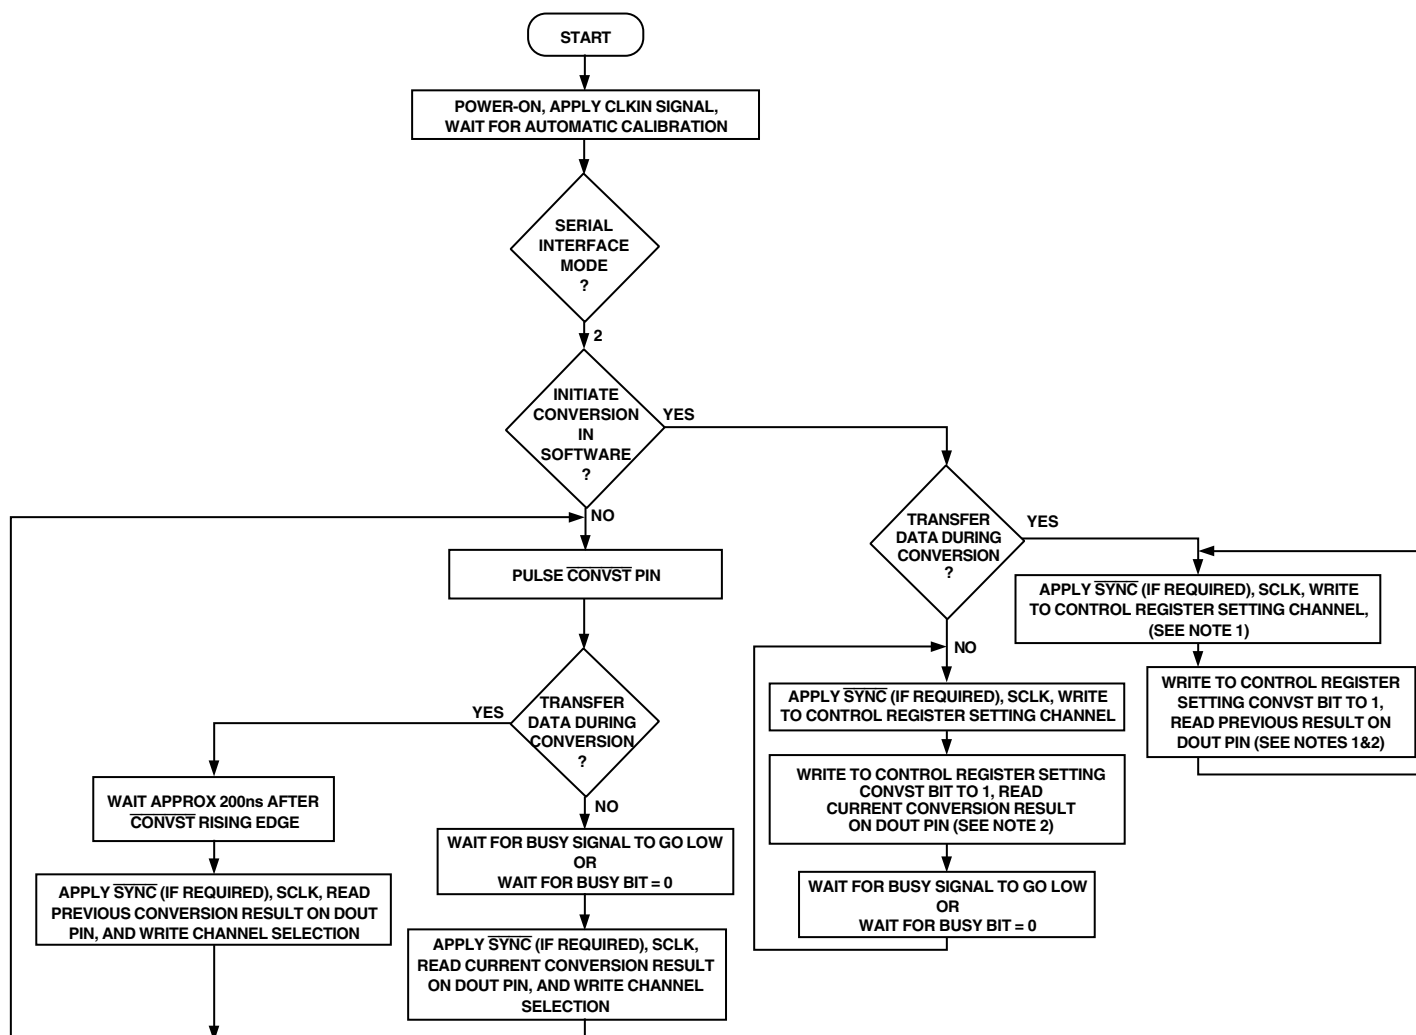 START
POWER-ON, APPLY CLKIN SIGNAL,
WAIT FOR AUTOMATIC CALIBRATION
SERIAL
INTERFACE
MODE
?
2
INITIATE
CONVERSION
IN
SOFTWARE
?
YES
NO
PULSE CONVST PIN
TRANSFER
DATA DURING
CONVERSION
?
YES
WAIT APPROX 200ns AFTER
CONVST RISING EDGE
APPLY SYNC (IF REQUIRED), SCLK, READ
PREVIOUS CONVERSION RESULT ON DOUT
PIN, AND WRITE CHANNEL SELECTION
NO
WAIT FOR BUSY SIGNAL TO GO LOW
OR
WAIT FOR BUSY BIT = 0
APPLY SYNC (IF REQUIRED), SCLK,
READ CURRENT CONVERSION RESULT
ON DOUT PIN, AND WRITE CHANNEL
SELECTION
TRANSFER
DATA DURING
CONVERSION
?
YES
NO
APPLY SYNC (IF REQUIRED), SCLK, WRITE
TO CONTROL REGISTER SETTING CHANNEL
WRITE TO CONTROL REGISTER SETTING
CONVST BIT TO 1, READ
CURRENT CONVERSION RESULT
ON DOUT PIN (SEE NOTE 2)
WAIT FOR BUSY SIGNAL TO GO LOW
OR
WAIT FOR BUSY BIT = 0
APPLY SYNC (IF REQUIRED), SCLK, WRITE
TO CONTROL REGISTER SETTING CHANNEL,
(SEE NOTE 1)
WRITE TO CONTROL REGISTER
SETTING CONVST BIT TO 1,
READ PREVIOUS RESULT ON
DOUT PIN (SEE NOTES 1&2)